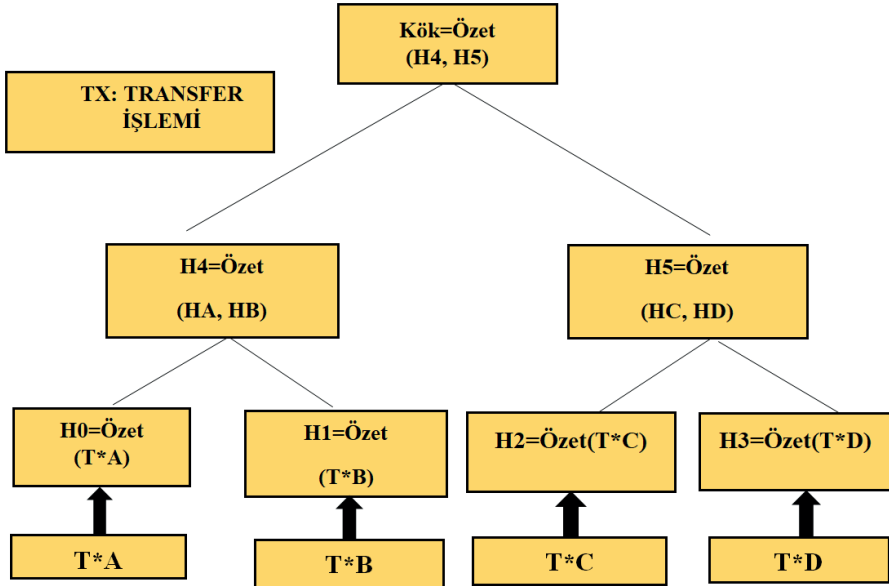 Kök=Özet
(H4, H5)
TX: TRANSFER
İŞLEMİ
H4=Özet
(HA, HB)
H5=Özet
(HC, HD)
H0=Özet
(T*A)
H1=Özet
(T*B)
H2=Özet(T*C)
H3=Özet(T*D)
T*A
T*B
T*C
T*D